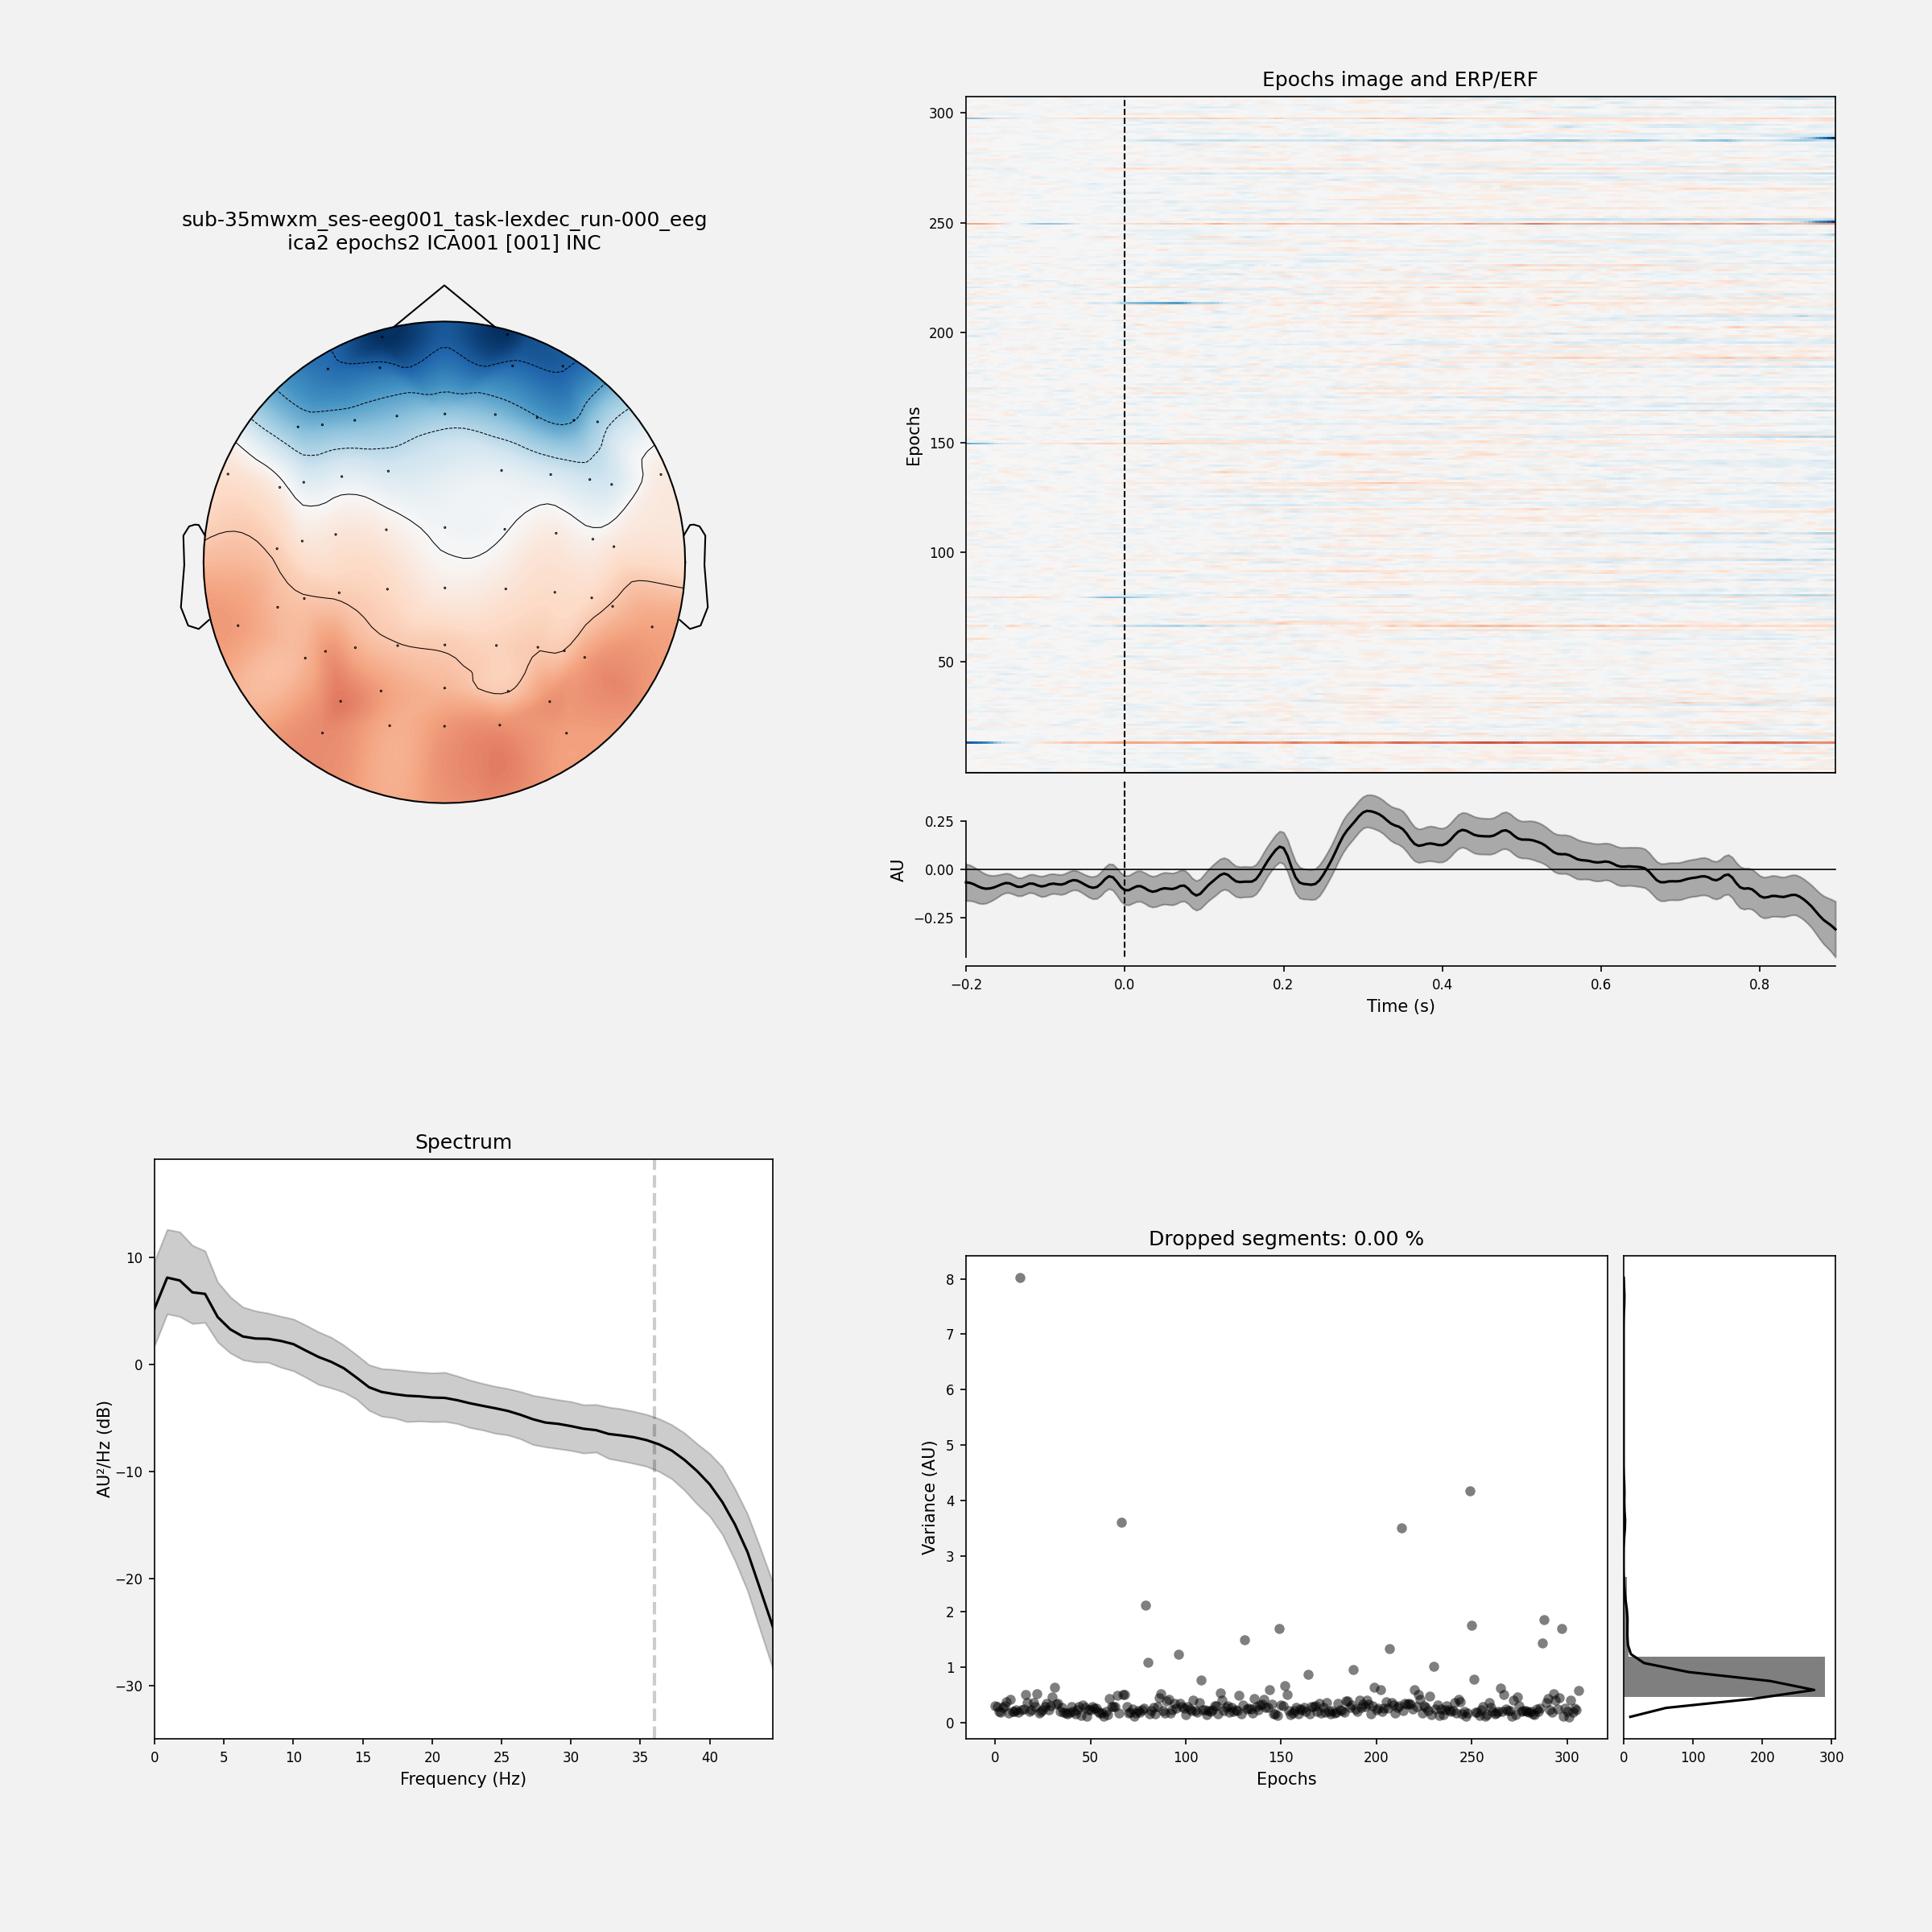 sub-35mwxm_ses-eeg001_task-lexdec_run-000_eeg
ica2 epochs2 ICA001 [001] INC
Epochs image and ERP/ERF
300
250
200
150
100
50
Epochs
0.25
0.00
−0.25
AU
−0.2 0.0 0.2 0.4 0.6 0.8
Time (s)
Spectrum
10
0
−10
−20
−30
AU²/Hz (dB)
0 5 10 15 20 25 30 35 40
Frequency (Hz)
Dropped segments: 0.00 %
8
7
6
5
4
3
2
1
0
Variance (AU)
0 50 100 150 200 250 300
Epochs
0 100 200 300